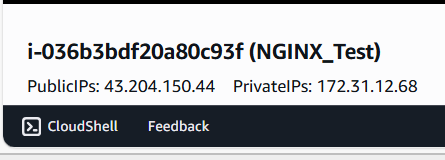 i-036b3bdf20a80c93f (NGINX_Test)
PublicIPs: 43.204.150.44 PrivateIPs: 172.31.12.68
CloudShell Feedback